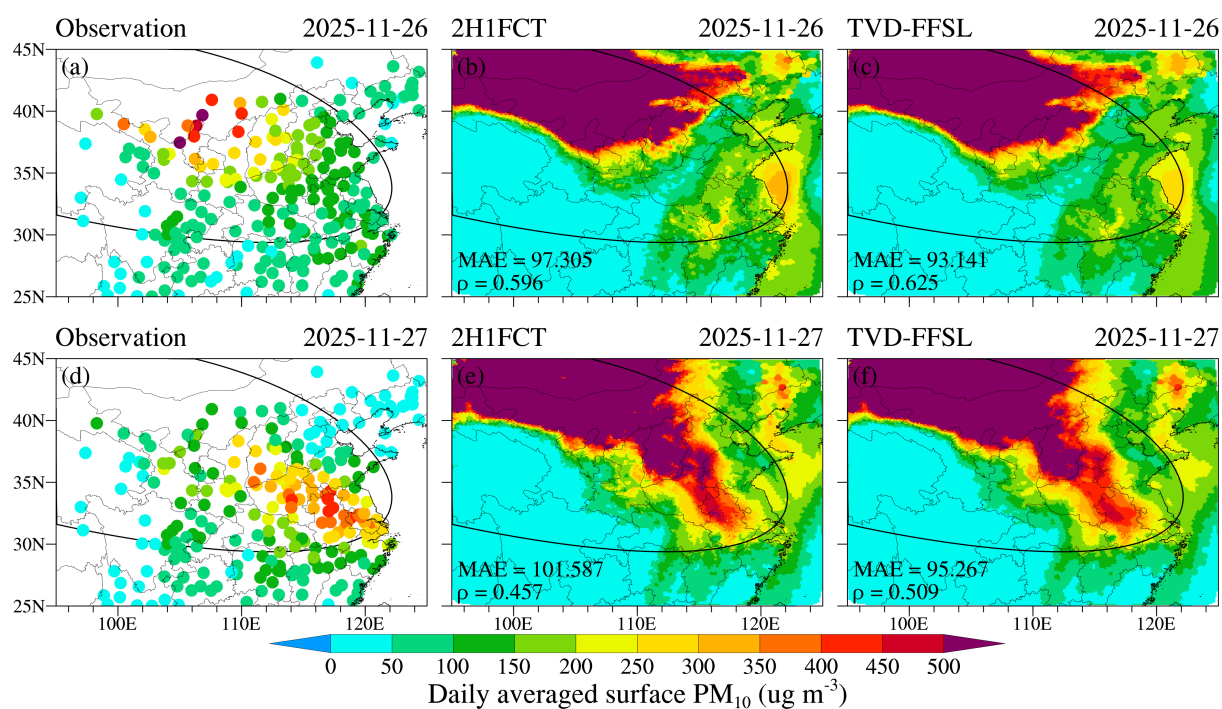 Observation 2025-11-26
2H1FCT 2025-11-26
TVD-FFSL 2025-11-26
45N
40N
35N
30N
25N
(a)
(b)
MAE = 97.305
ρ = 0.596
(c)
MAE = 93.141
ρ = 0.625
Observation 2025-11-27
2H1FCT 2025-11-27
TVD-FFSL 2025-11-27
45N
40N
35N
30N
25N
(d)
(e)
MAE = 101.587
ρ = 0.457
(f)
MAE = 95.267
ρ = 0.509
100E 110E 120E
100E 110E 120E
100E 110E 120E
0 50 100 150 200 250 300 350 400 450 500
Daily averaged surface PM₁₀ (ug m⁻³)